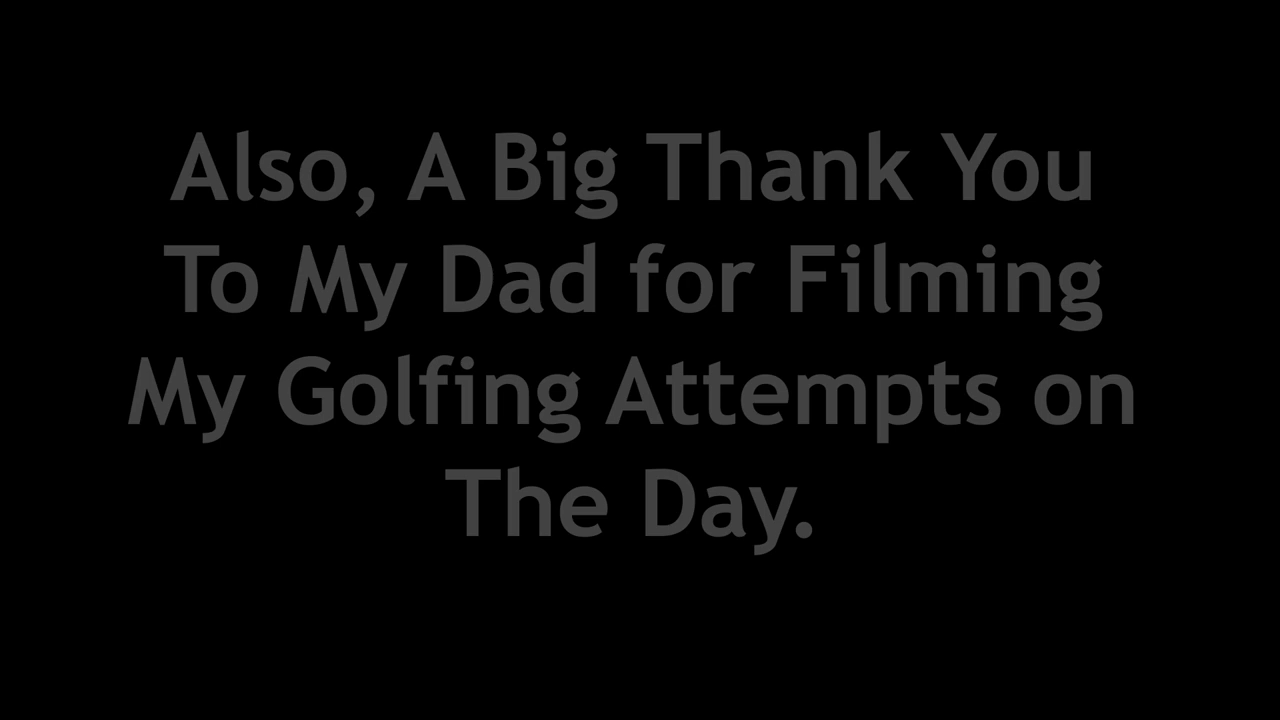 Also, A Big Thank You
To My Dad for Filming
My Golfing Attempts on
The Day.